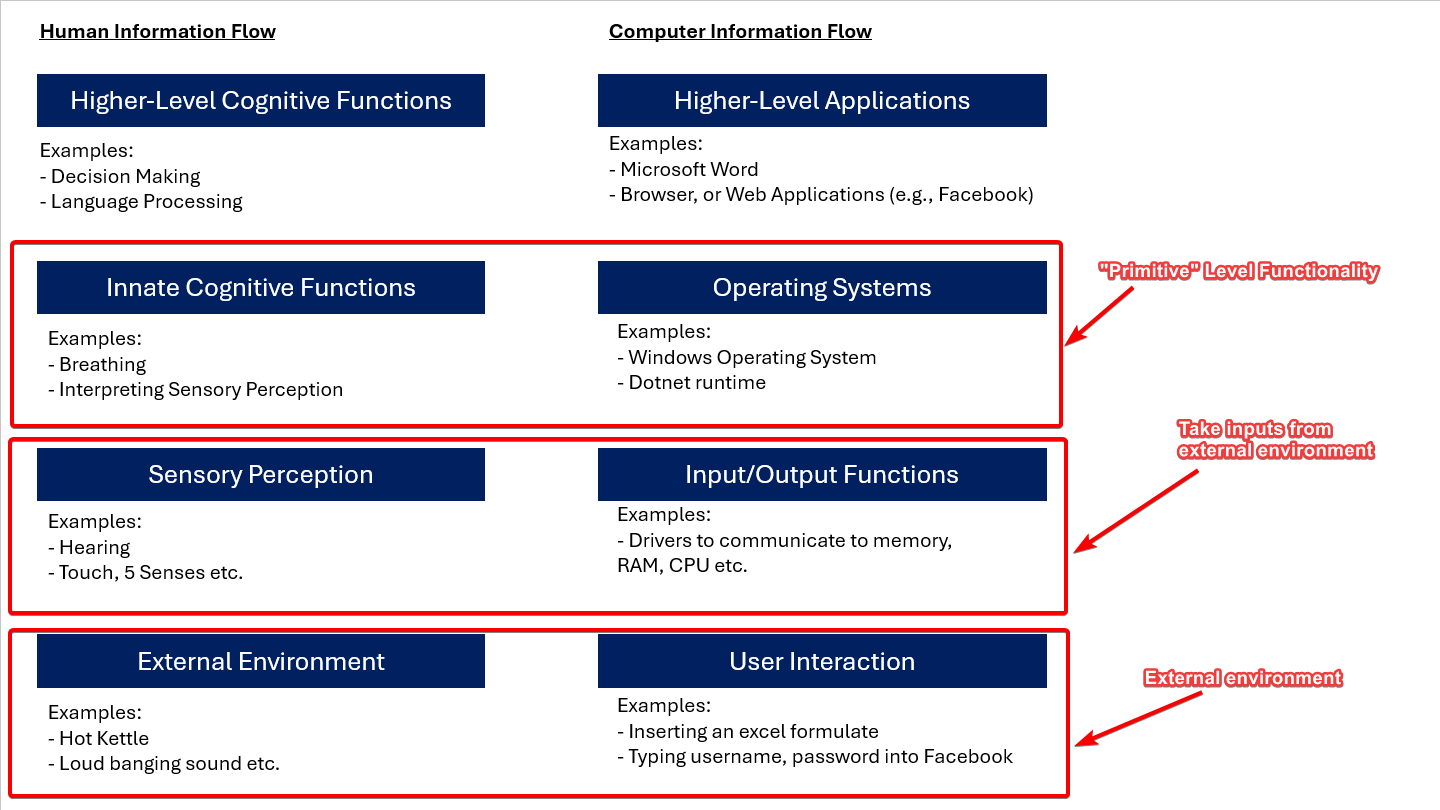 Human Information Flow
Computer Information Flow
Higher-Level Cognitive Functions
Higher-Level Applications
Examples:
- Decision Making
- Language Processing
Examples:
- Microsoft Word
- Browser, or Web Applications (e.g., Facebook)
Innate Cognitive Functions
Operating Systems
"Primitive" Level Functionality
Examples:
- Breathing
- Interpreting Sensory Perception
Examples:
- Windows Operating System
- Dotnet runtime
Sensory Perception
Input/Output Functions
Take inputs from
external environment
Examples:
- Hearing
- Touch, 5 Senses etc.
Examples:
- Drivers to communicate to memory,
RAM, CPU etc.
External Environment
User Interaction
External environment
Examples:
- Hot Kettle
- Loud banging sound etc.
Examples:
- Inserting an excel formulate
- Typing username, password into Facebook